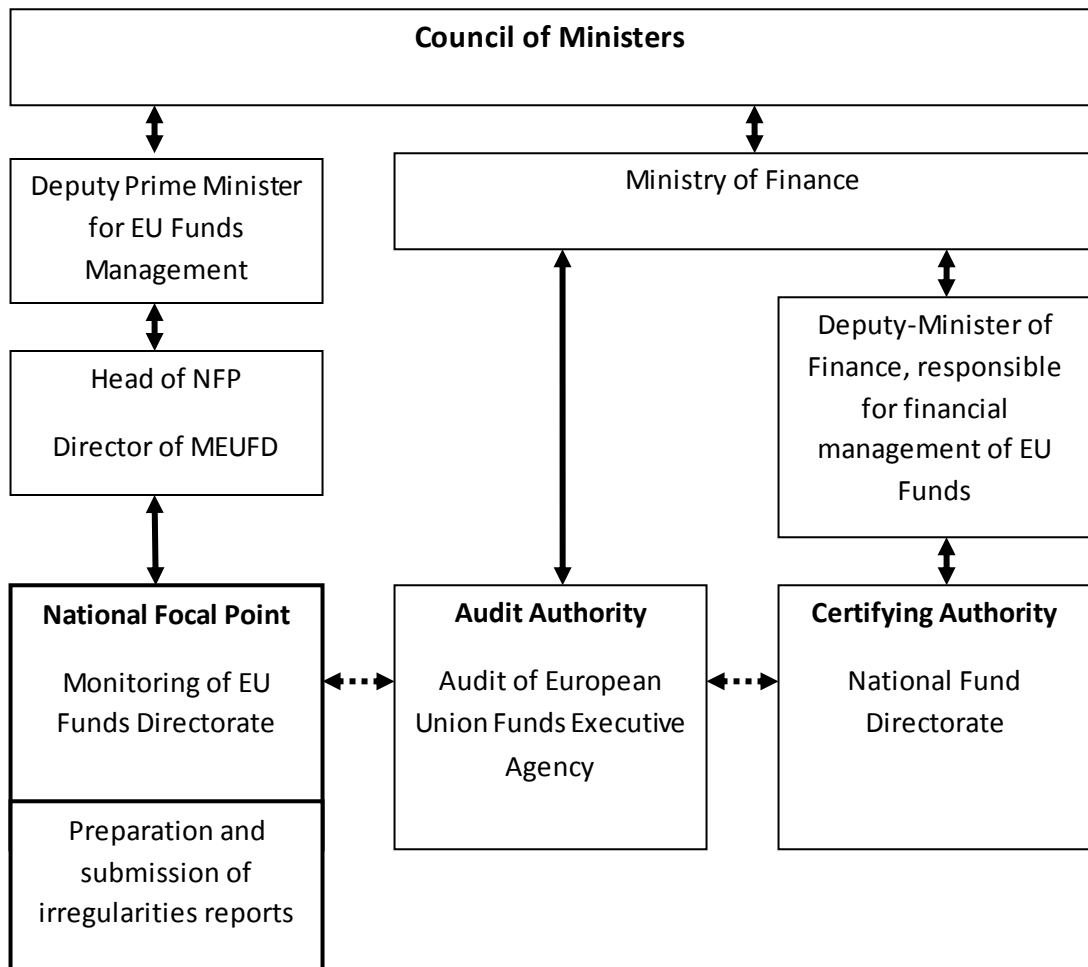 Council of Ministers
Deputy Prime Minister
for EU Funds
Management
Ministry of Finance
Head of NFP
Director of MEUFD
Deputy-Minister of
Finance, responsible
for financial
management of EU
Funds
National Focal Point
Monitoring of EU
Funds Directorate
Audit Authority
Audit of European
Union Funds Executive
Agency
Certifying Authority
National Fund
Directorate
Preparation and
submission of
irregularities reports